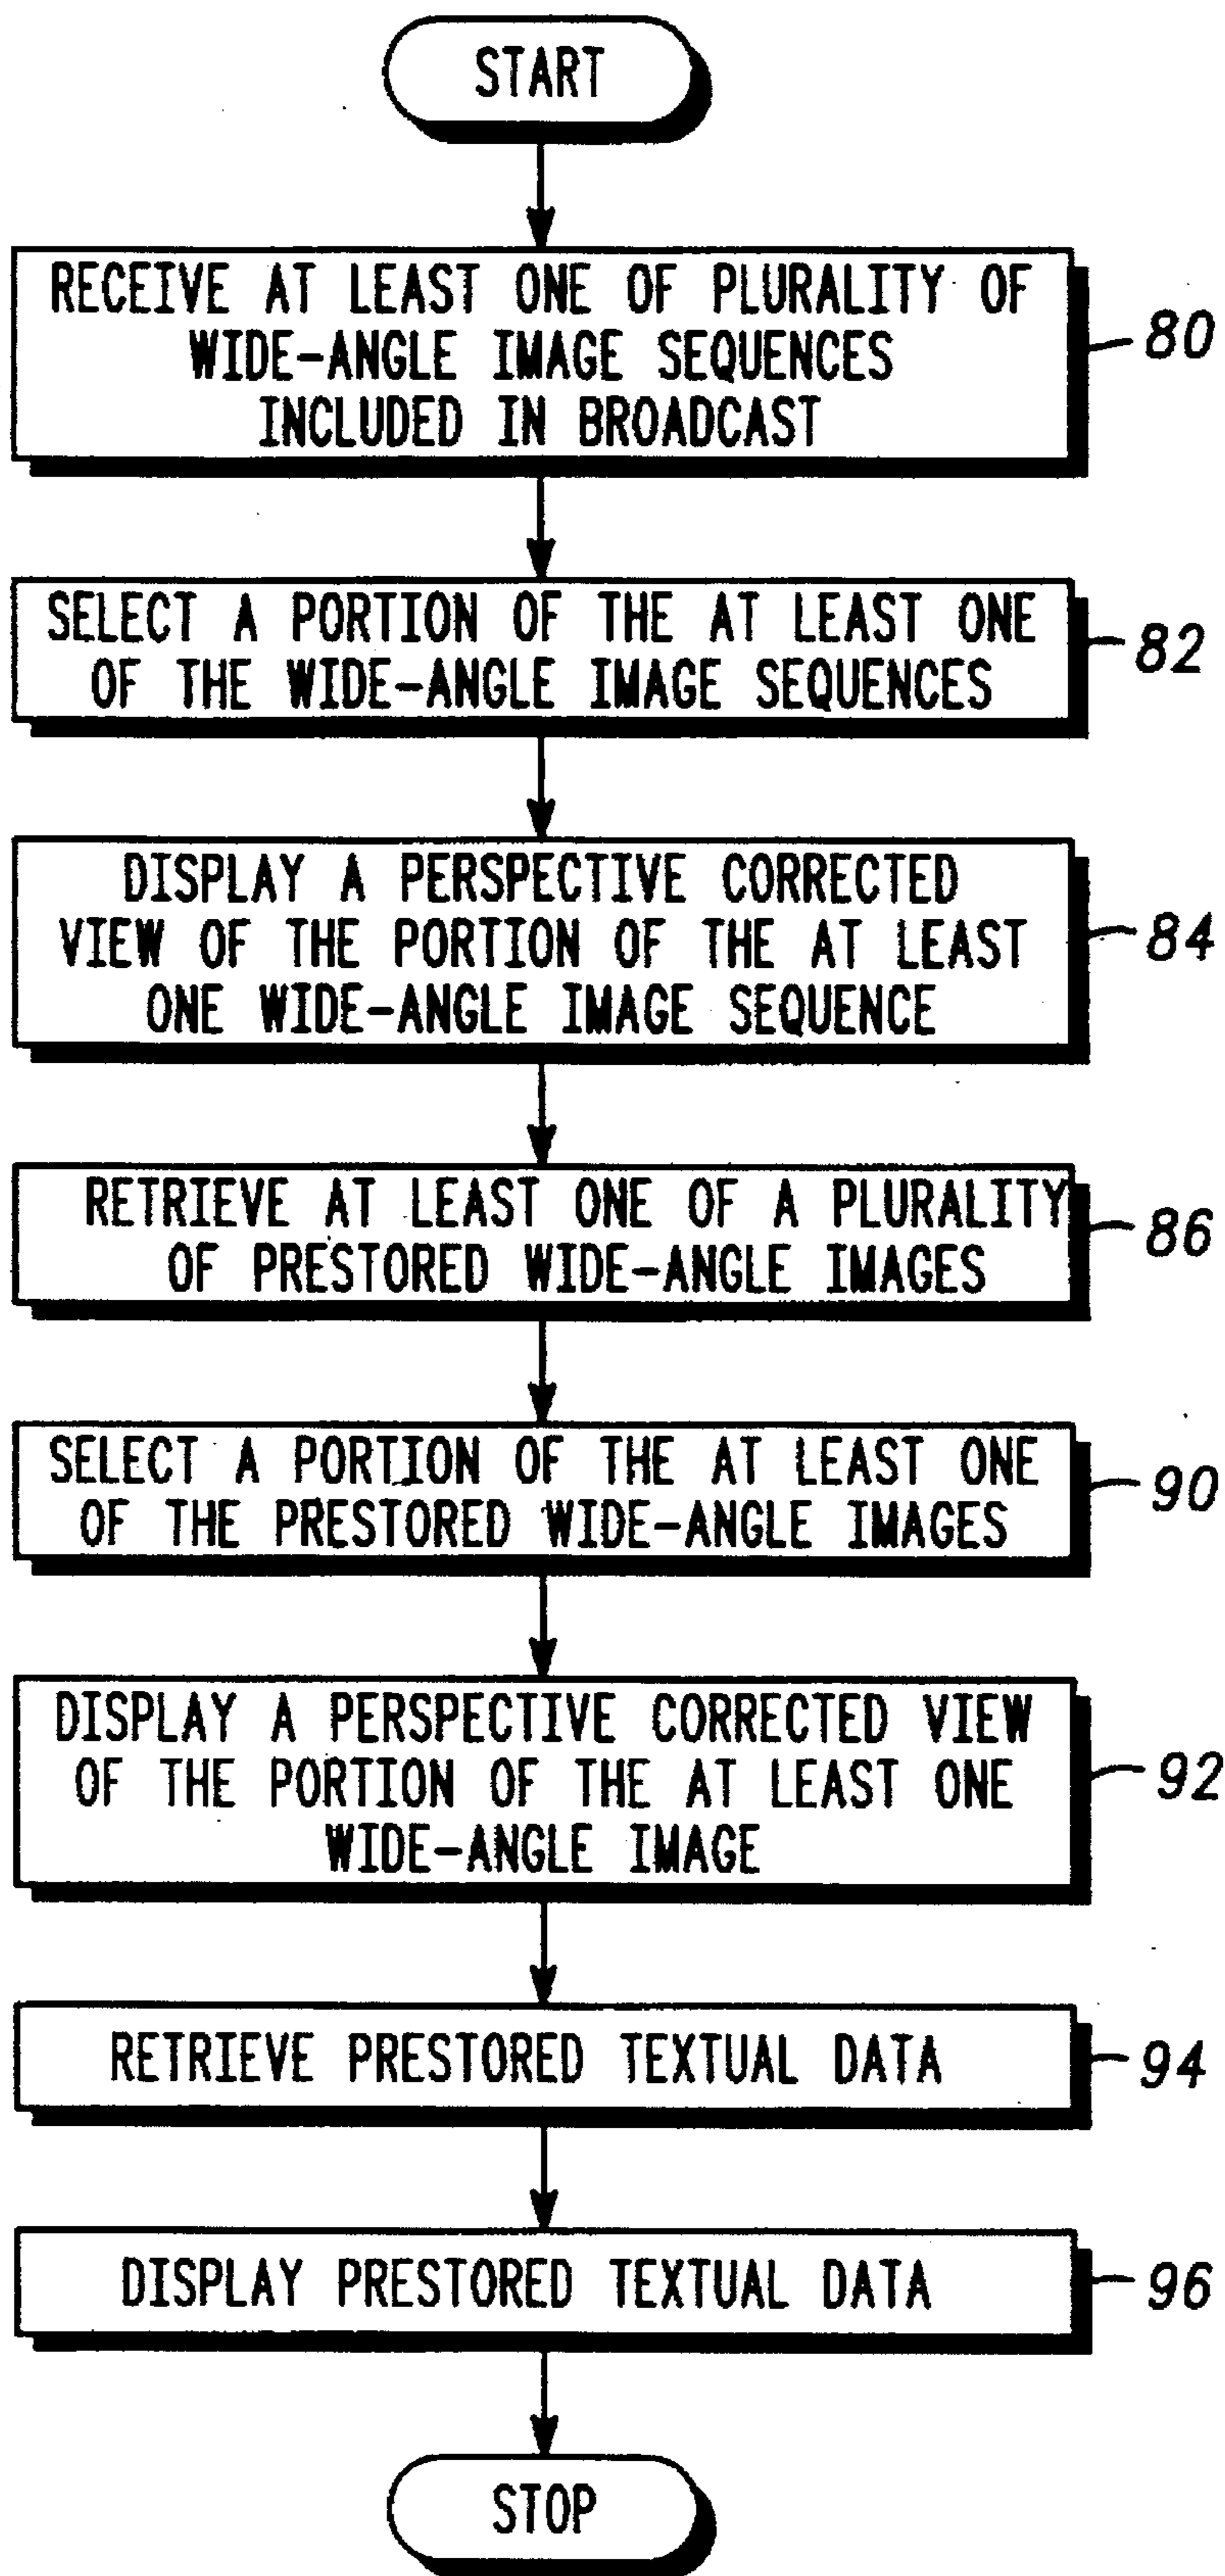 START
RECEIVE AT LEAST ONE OF PLURALITY OF
WIDE-ANGLE IMAGE SEQUENCES
INCLUDED IN BROADCAST
80
SELECT A PORTION OF THE AT LEAST ONE
OF THE WIDE-ANGLE IMAGE SEQUENCES
82
DISPLAY A PERSPECTIVE CORRECTED
VIEW OF THE PORTION OF THE AT LEAST
ONE WIDE-ANGLE IMAGE SEQUENCE
84
RETRIEVE AT LEAST ONE OF A PLURALITY
OF PRESTORED WIDE-ANGLE IMAGES
86
SELECT A PORTION OF THE AT LEAST ONE
OF THE PRESTORED WIDE-ANGLE IMAGES
90
DISPLAY A PERSPECTIVE CORRECTED VIEW
OF THE PORTION OF THE AT LEAST ONE
WIDE-ANGLE IMAGE
92
RETRIEVE PRESTORED TEXTUAL DATA
94
DISPLAY PRESTORED TEXTUAL DATA
96
STOP